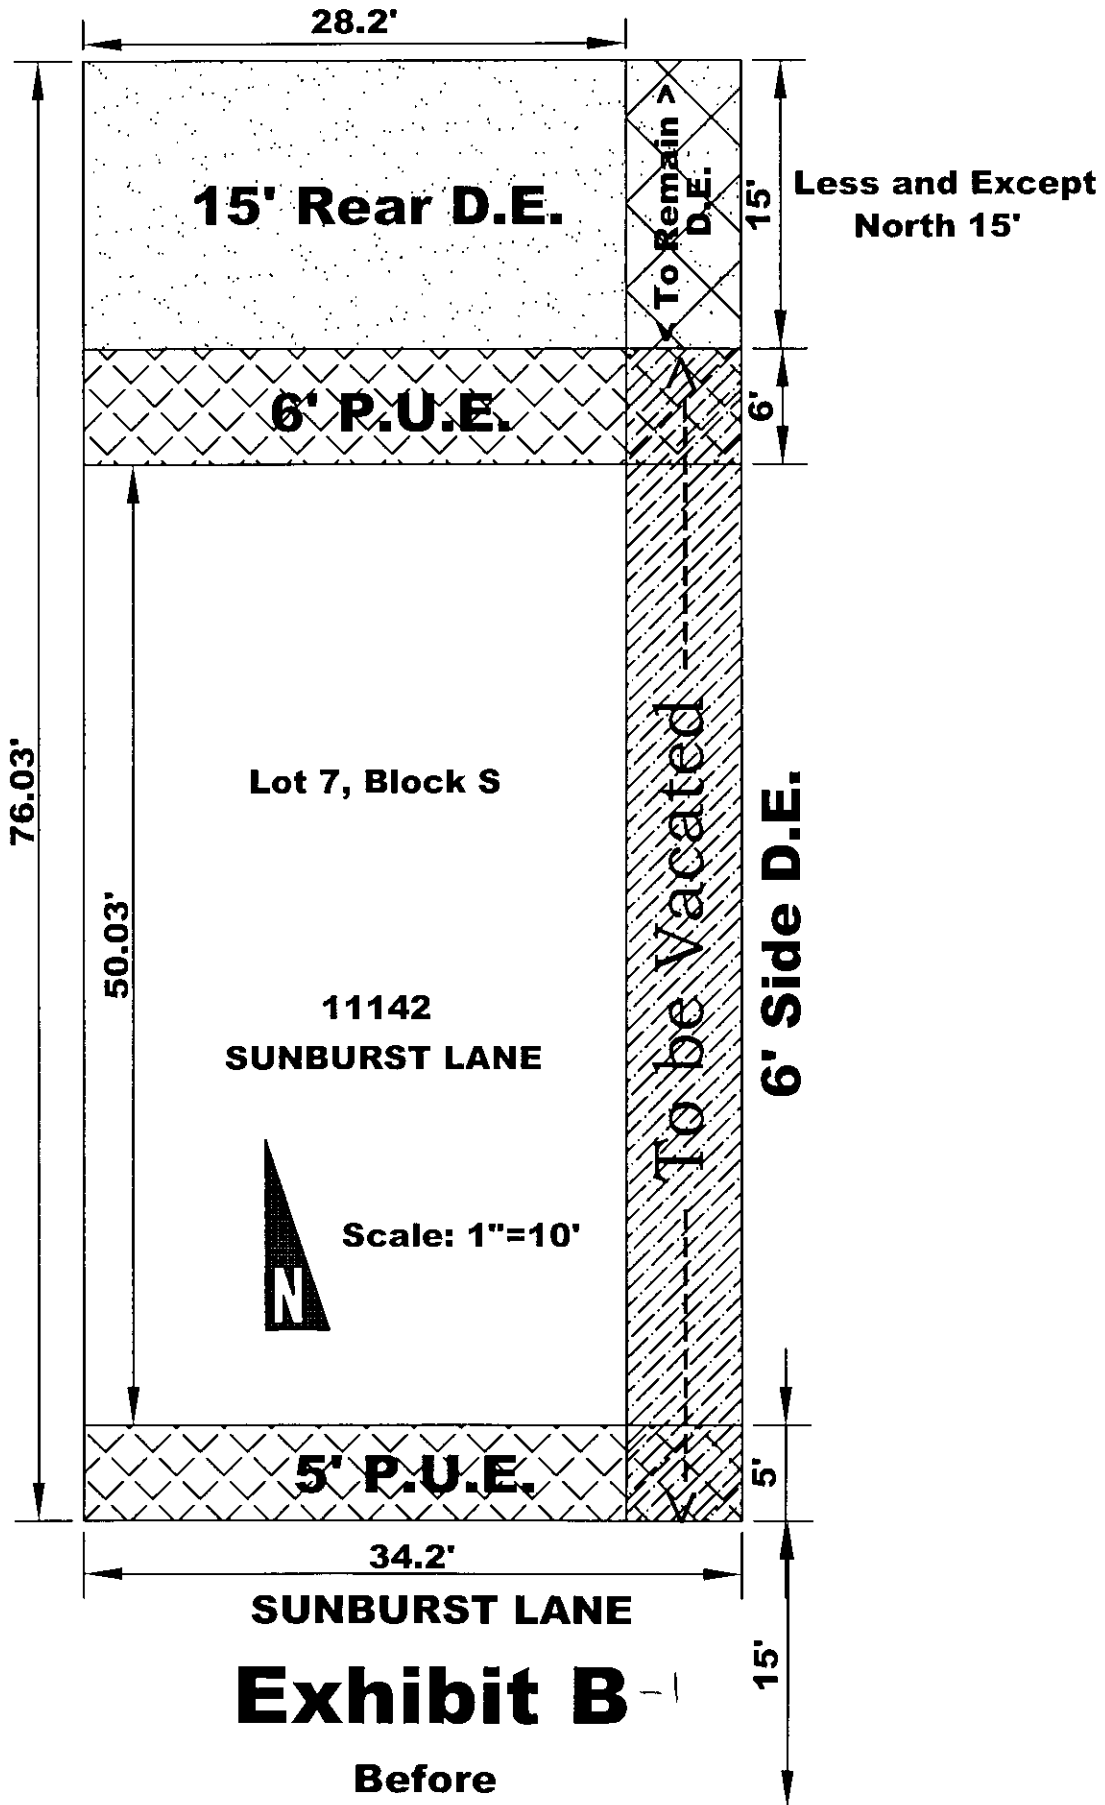 28.2'
15' Rear D.E.
< To Remain >
D.E.
15'
Less and Except
North 15'
6' P.U.E.
6'
76.03'
50.03'
Lot 7, Block S
< To be Vacated >
6' Side D.E.
11142
SUNBURST LANE
Scale: 1"=10'
N
5' P.U.E.
5'
34.2'
SUNBURST LANE
15'
Exhibit B-1
Before